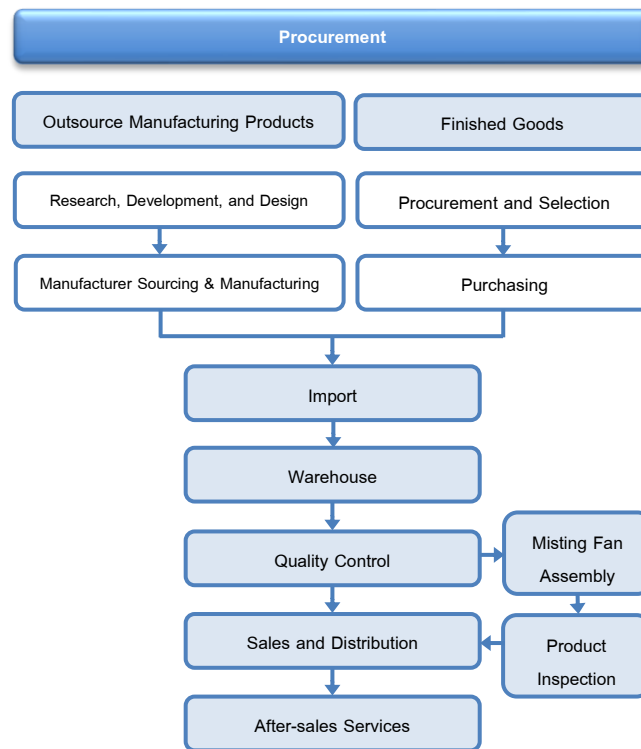 Procurement
Outsource Manufacturing Products
Finished Goods
Research, Development, and Design
Procurement and Selection
Manufacturer Sourcing & Manufacturing
Purchasing
Import
Warehouse
Quality Control
Misting Fan
Assembly
Sales and Distribution
Product
Inspection
After-sales Services